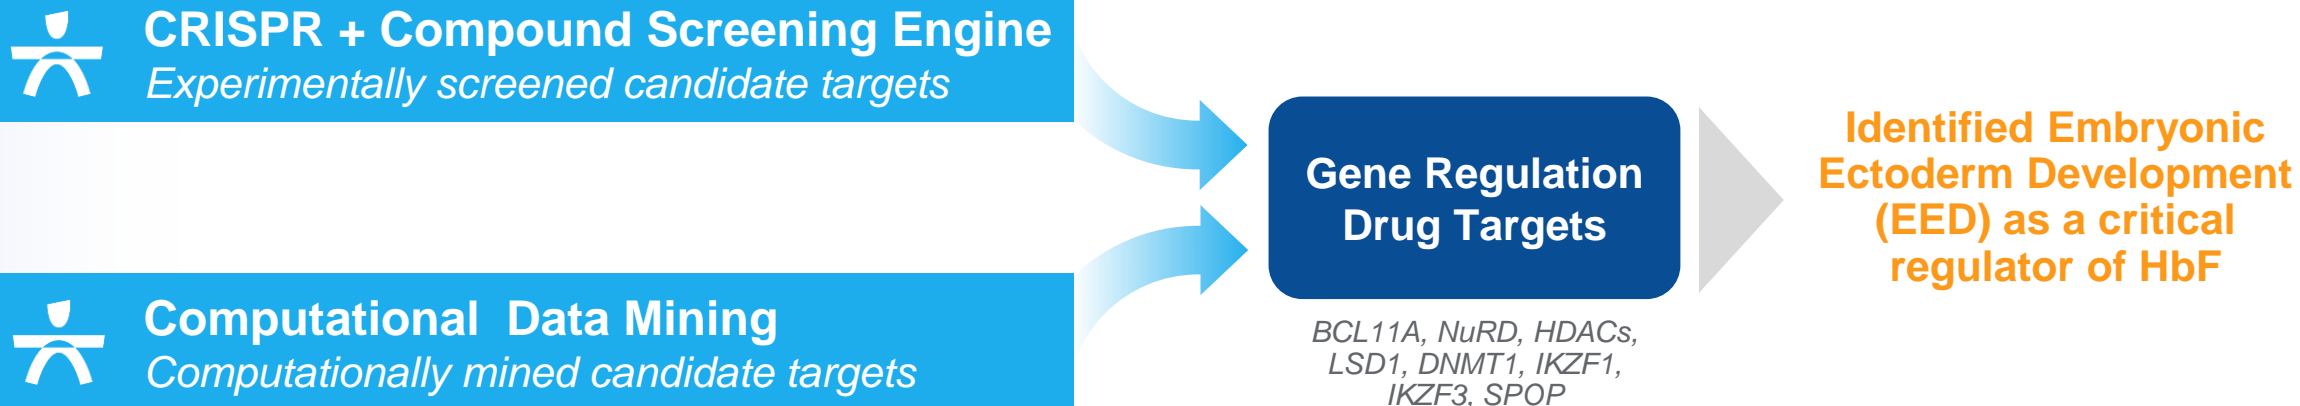 CRISPR + Compound Screening Engine
Experimentally screened candidate targets
Computational Data Mining
Computationally mined candidate targets
Gene Regulation
Drug Targets
BCL11A, NuRD, HDACs,
LSD1, DNMT1, IKZF1,
IKZF3, SPOP
Identified Embryonic
Ectoderm Development
(EED) as a critical
regulator of HbF